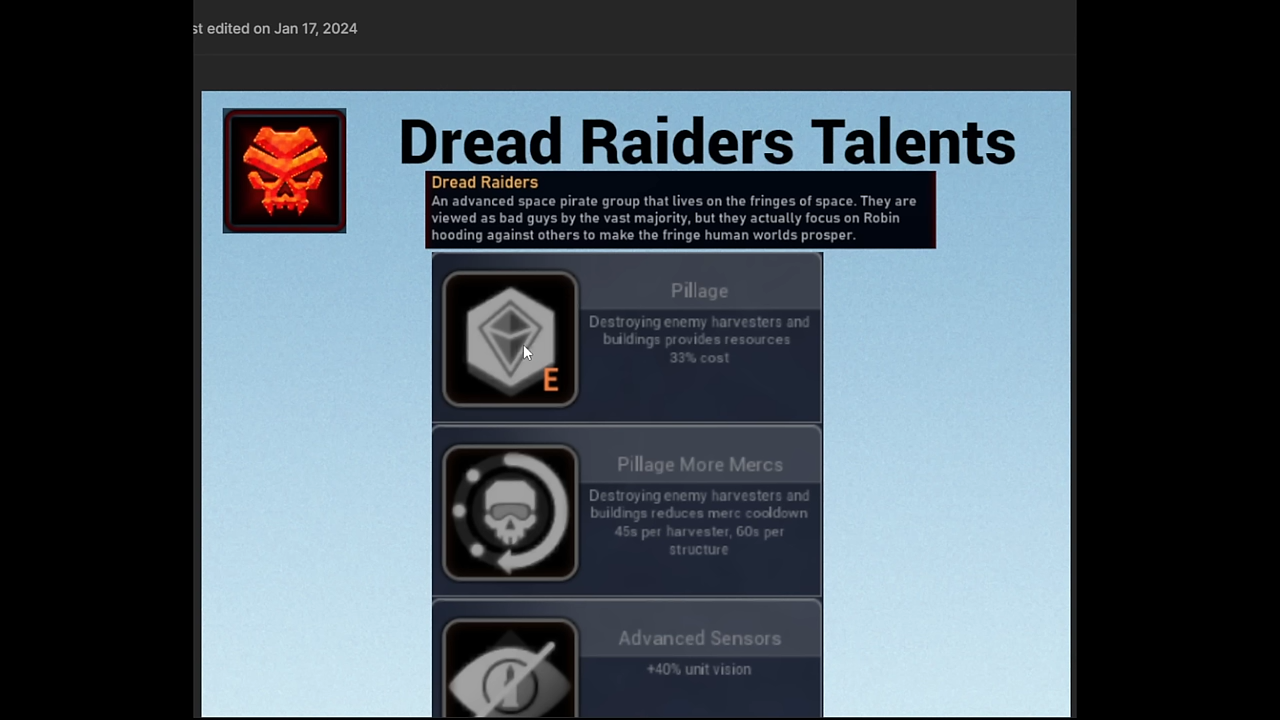 st edited on Jan 17, 2024
Dread Raiders Talents
Dread Raiders
An advanced space pirate group that lives on the fringes of space. They are
viewed as bad guys by the vast majority, but they actually focus on Robin
hooding against others to make the fringe human worlds prosper.
Pillage
Destroying enemy harvesters and
buildings provides resources
33% cost
E
Pillage More Mercs
Destroying enemy harvesters and
buildings reduces merc cooldown
45s per harvester, 60s per
structure
Advanced Sensors
+40% unit vision